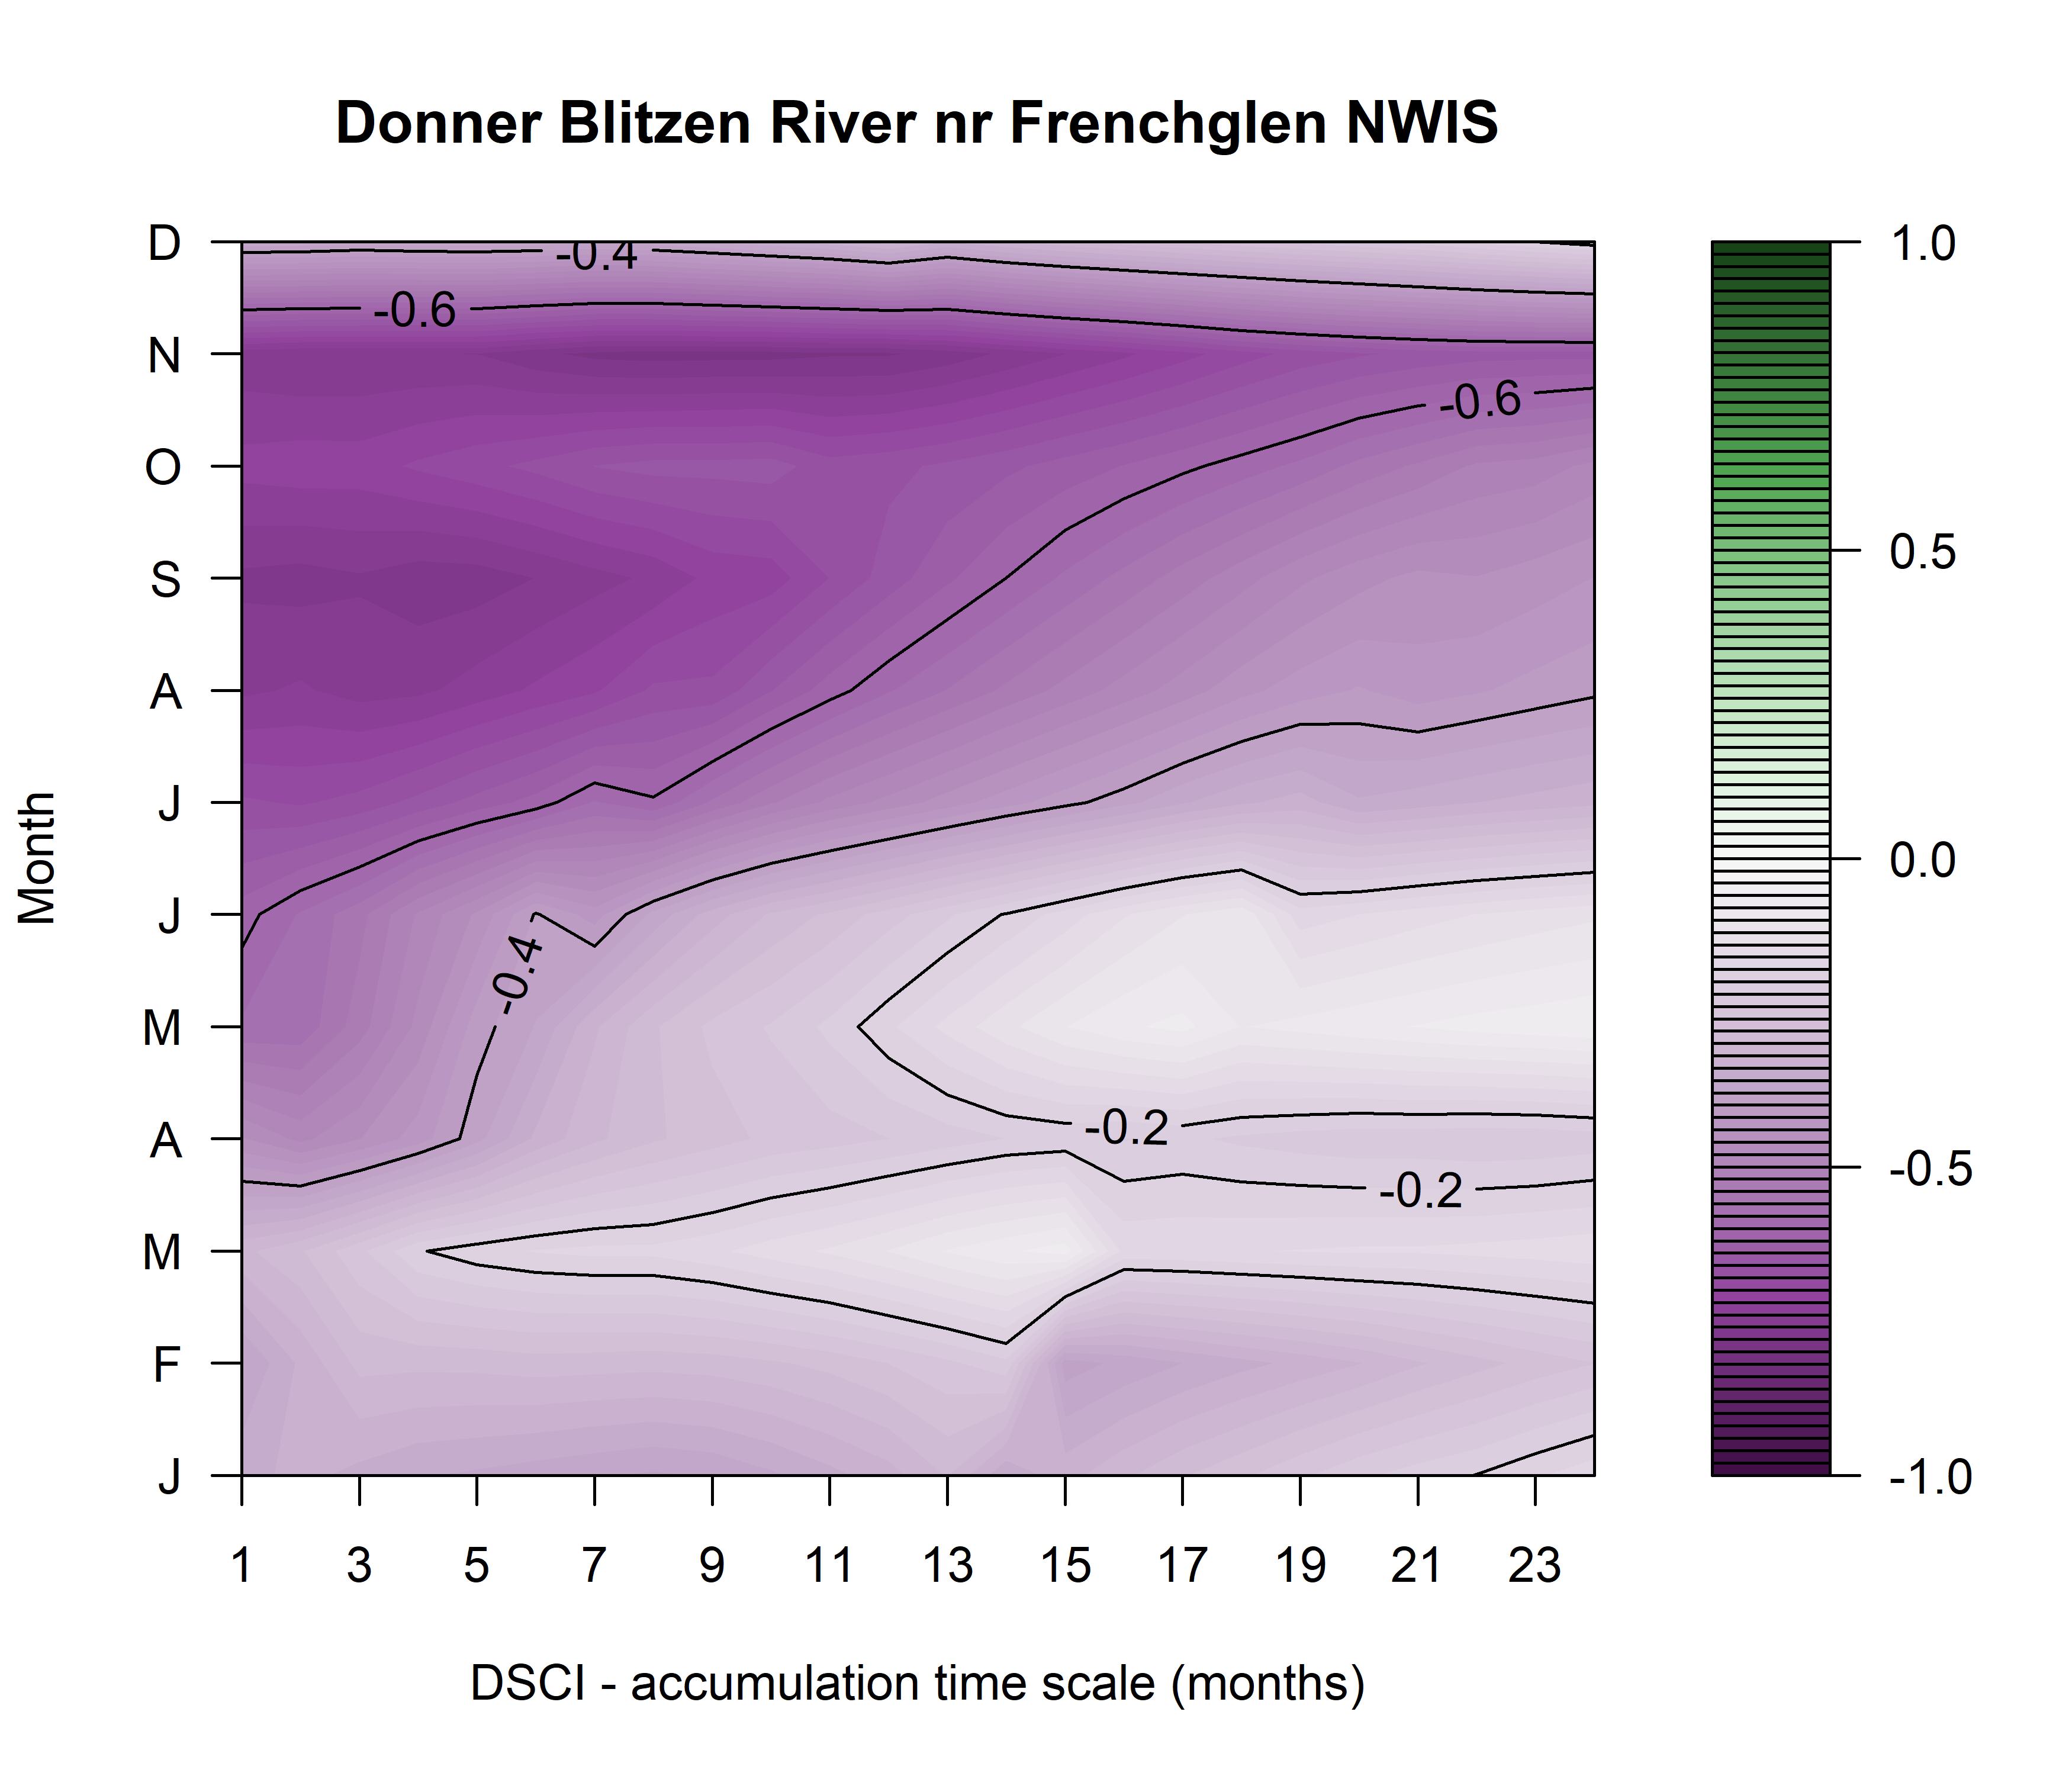 Donner Blitzen River nr Frenchglen NWIS
D
N
O
S
A
J
J
M
A
M
F
J
Month
-0.4
-0.6
-0.6
-0.4
-0.2
-0.2
1 3 5 7 9 11 13 15 17 19 21 23
DSCI - accumulation time scale (months)
1.0
0.5
0.0
-0.5
-1.0